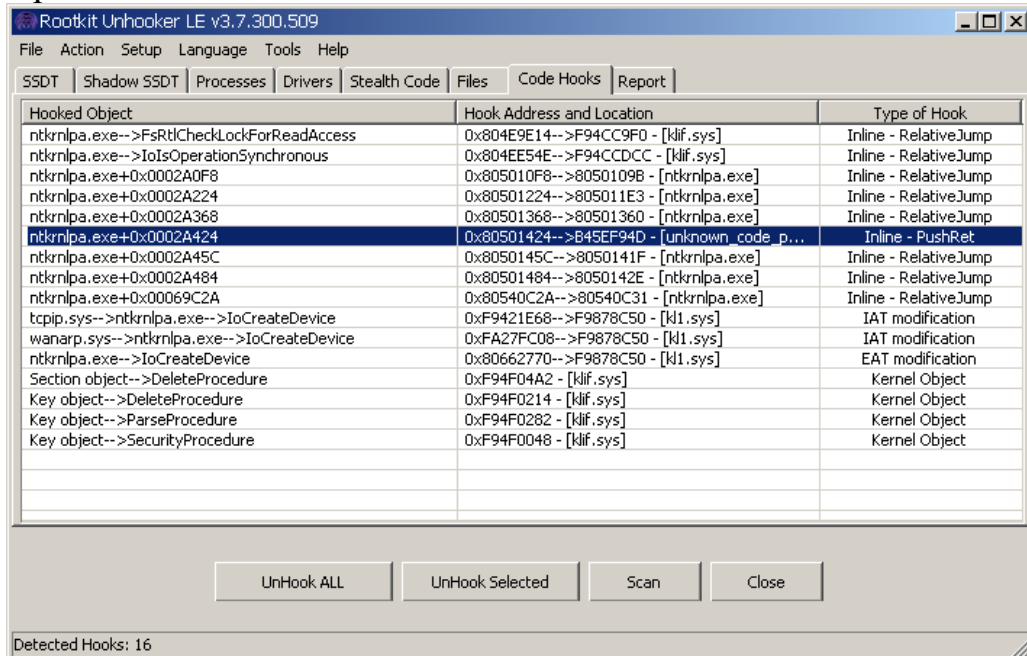 Rootkit Unhooker LE v3.7.300.509
File Action Setup Language Tools Help
SSDT Shadow SSDT Processes Drivers Stealth Code Files Code Hooks Report
Hooked Object Hook Address and Location Type of Hook
ntkrnlpa.exe-->FsRtlCheckLockForReadAccess 0x804E9E14-->F94CC9F0 - [klif.sys] Inline - RelativeJump
ntkrnlpa.exe-->IoIsOperationSynchronous 0x804EE54E-->F94CCDCC - [klif.sys] Inline - RelativeJump
ntkrnlpa.exe+0x0002A0F8 0x805010F8-->8050109B - [ntkrnlpa.exe] Inline - RelativeJump
ntkrnlpa.exe+0x0002A224 0x80501224-->805011E3 - [ntkrnlpa.exe] Inline - RelativeJump
ntkrnlpa.exe+0x0002A368 0x80501368-->80501360 - [ntkrnlpa.exe] Inline - RelativeJump
ntkrnlpa.exe+0x0002A424 0x80501424-->B45EF94D - [unknown_code_p... Inline - PushRet
ntkrnlpa.exe+0x0002A45C 0x8050145C-->8050141F - [ntkrnlpa.exe] Inline - RelativeJump
ntkrnlpa.exe+0x0002A484 0x80501484-->8050142E - [ntkrnlpa.exe] Inline - RelativeJump
ntkrnlpa.exe+0x00069C2A 0x80540C2A-->80540C31 - [ntkrnlpa.exe] Inline - RelativeJump
tcpip.sys-->ntkrnlpa.exe-->IoCreateDevice 0xF9421E68-->F9878C50 - [kl1.sys] IAT modification
wanarp.sys-->ntkrnlpa.exe-->IoCreateDevice 0xFA27FC08-->F9878C50 - [kl1.sys] IAT modification
ntkrnlpa.exe-->IoCreateDevice 0x80662770-->F9878C50 - [kl1.sys] EAT modification
Section object-->DeleteProcedure 0xF94F04A2 - [klif.sys] Kernel Object
Key object-->DeleteProcedure 0xF94F0214 - [klif.sys] Kernel Object
Key object-->ParseProcedure 0xF94F0282 - [klif.sys] Kernel Object
Key object-->SecurityProcedure 0xF94F0048 - [klif.sys] Kernel Object
UnHook ALL UnHook Selected Scan Close
Detected Hooks: 16